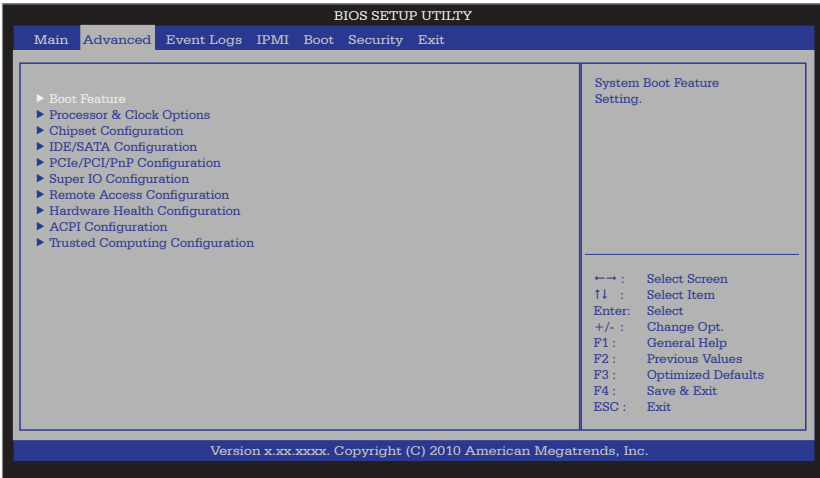 BIOS SETUP UTILTY
Main Advanced Event Logs IPMI Boot Security Exit
▶ Boot Feature
▶ Processor & Clock Options
▶ Chipset Configuration
▶ IDE/SATA Configuration
▶ PCIe/PCI/PnP Configuration
▶ Super IO Configuration
▶ Remote Access Configuration
▶ Hardware Health Configuration
▶ ACPI Configuration
▶ Trusted Computing Configuration
System Boot Feature
Setting.
←→ : Select Screen
↑↓ : Select Item
Enter: Select
+/- : Change Opt.
F1 : General Help
F2 : Previous Values
F3 : Optimized Defaults
F4 : Save & Exit
ESC : Exit
Version x.xx.xxxx. Copyright (C) 2010 American Megatrends, Inc.